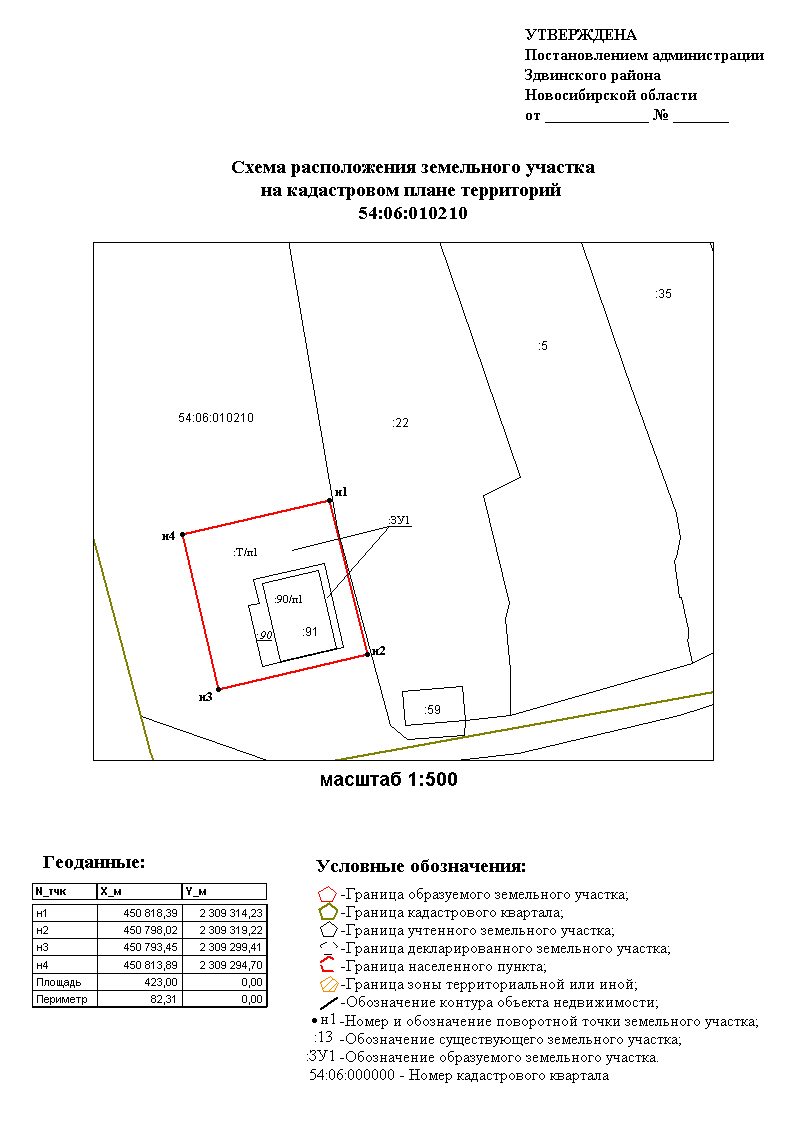 УТВЕРЖДЕНА
Постановлением администрации
Здвинского района
Новосибирской области
от _____________ № _______
Схема расположения земельного участка
на кадастровом плане территорий
54:06:010210
:35
:5
54:06:010210
:22
н1
:ЗУ1
н4
:Т/п1
:90/п1
:90
:91
н2
н3
:59
масштаб 1:500
Геоданные:
N_тчк X_м Y_м
н1 450 818,39 2 309 314,23
н2 450 798,02 2 309 319,22
н3 450 793,45 2 309 299,41
н4 450 813,89 2 309 294,70
Площадь 423,00 0,00
Периметр 82,31 0,00
Условные обозначения:
-Граница образуемого земельного участка;
-Граница кадастрового квартала;
-Граница учтенного земельного участка;
-Граница декларированного земельного участка;
-Граница населенного пункта;
-Граница зоны территориальной или иной;
-Обозначение контура объекта недвижимости;
н1 -Номер и обозначение поворотной точки земельного участка;
:13 -Обозначение существующего земельного участка;
:ЗУ1 -Обозначение образуемого земельного участка.
54:06:000000 - Номер кадастрового квартала